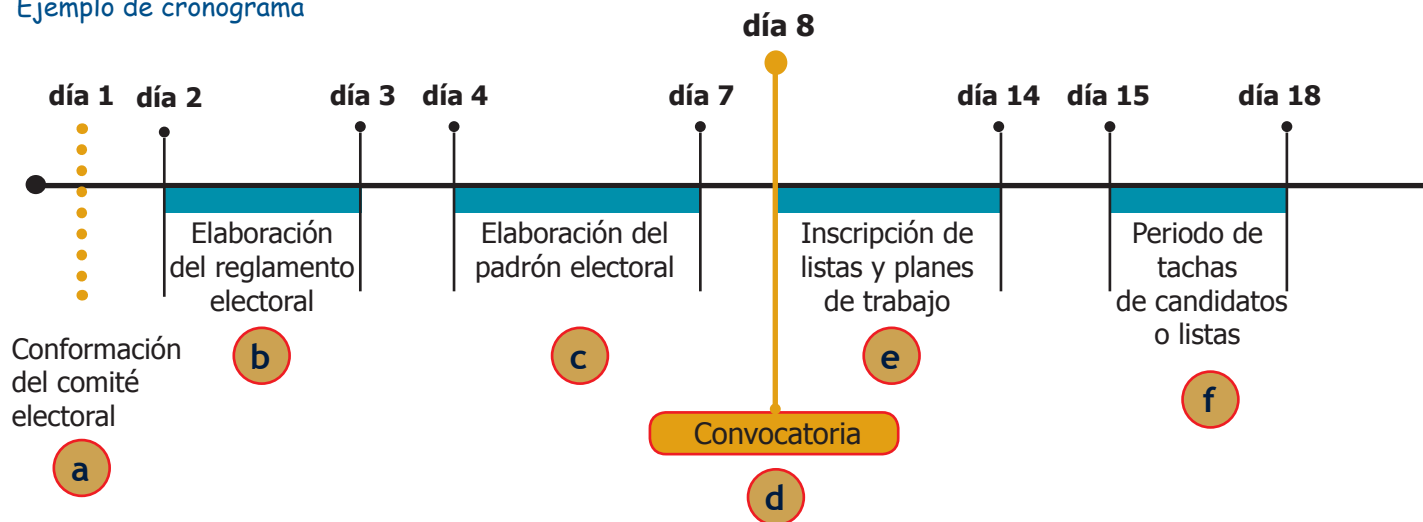 Ejemplo de cronograma
día 8
día 1
día 2
día 3
día 4
día 7
día 14
día 15
día 18
Elaboración
del reglamento
electoral
b
Elaboración del
padrón electoral
c
Inscripción de
listas y planes
de trabajo
e
Periodo de
tachas
de candidatos
o listas
f
Conformación
del comité
electoral
a
Convocatoria
d